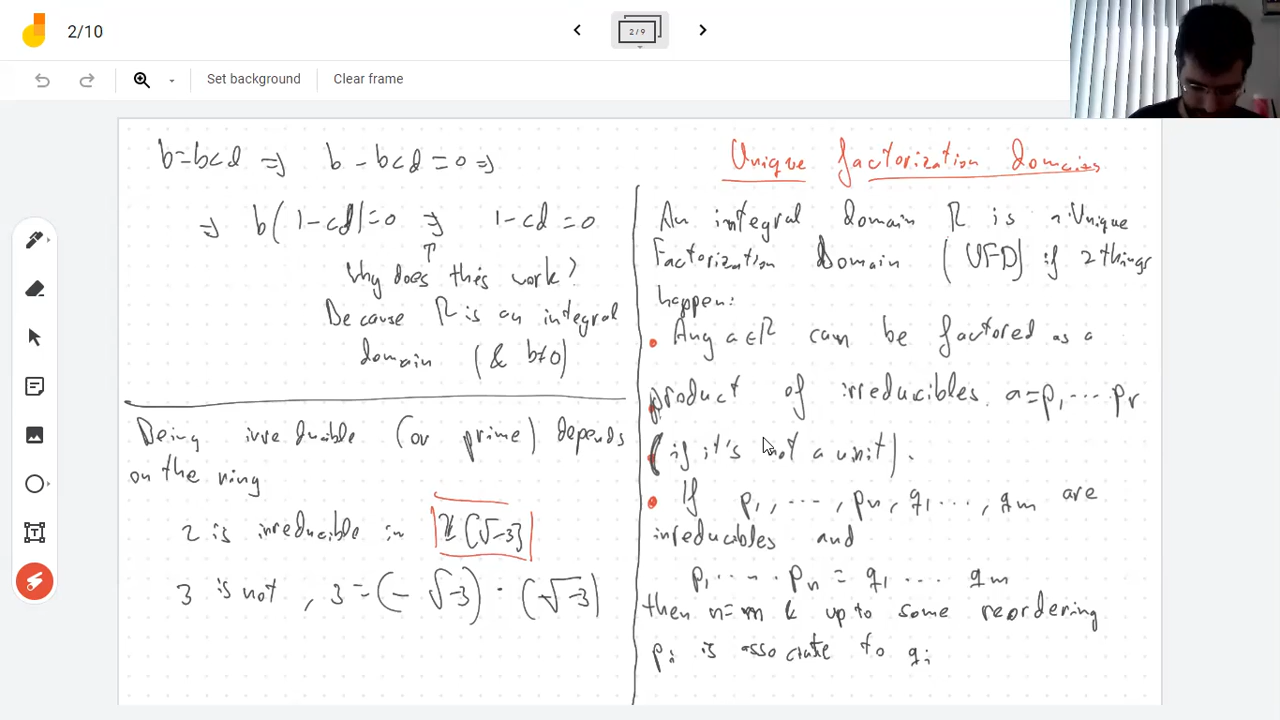 2/10
2/9
Set background
Clear frame
b=bcd ⇒ b - bcd = 0 ⇒
⇒ b(1-cd)=0 ⇒ 1-cd=0
↑
Why does this work?
Because R is an integral
domain (& b≠0)
Being irreducible (or prime) depends
on the ring
2 is irreducible in ℤ[√-3]
3 is not, 3=(-√-3)·(√-3)
Unique factorization domains
An integral domain R is a Unique
Factorization Domain (UFD) if 2 things
happen:
• Any a∈R can be factored as a
product of irreducibles a=p₁....pr
(if it's not a unit).
• If p₁,..., pn, q₁..., qm are
irreducibles and
p₁....pn = q₁... qm
then n=m & up to some reordering
pi is associate to qi